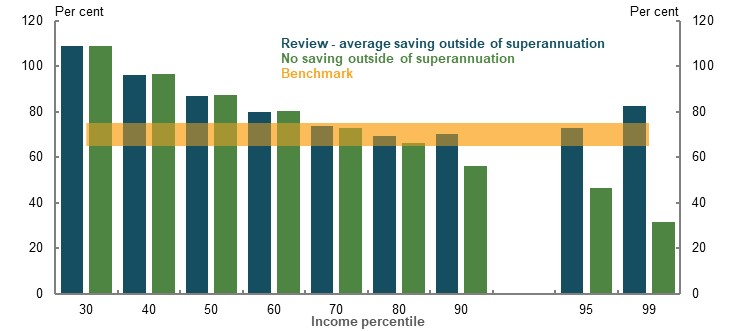 Per cent Per cent
120 120
Review - average saving outside of superannuation
No saving outside of superannuation
Benchmark
100 100
80 80
60 60
40 40
20 20
0 0
30 40 50 60 70 80 90 95 99
Income percentile